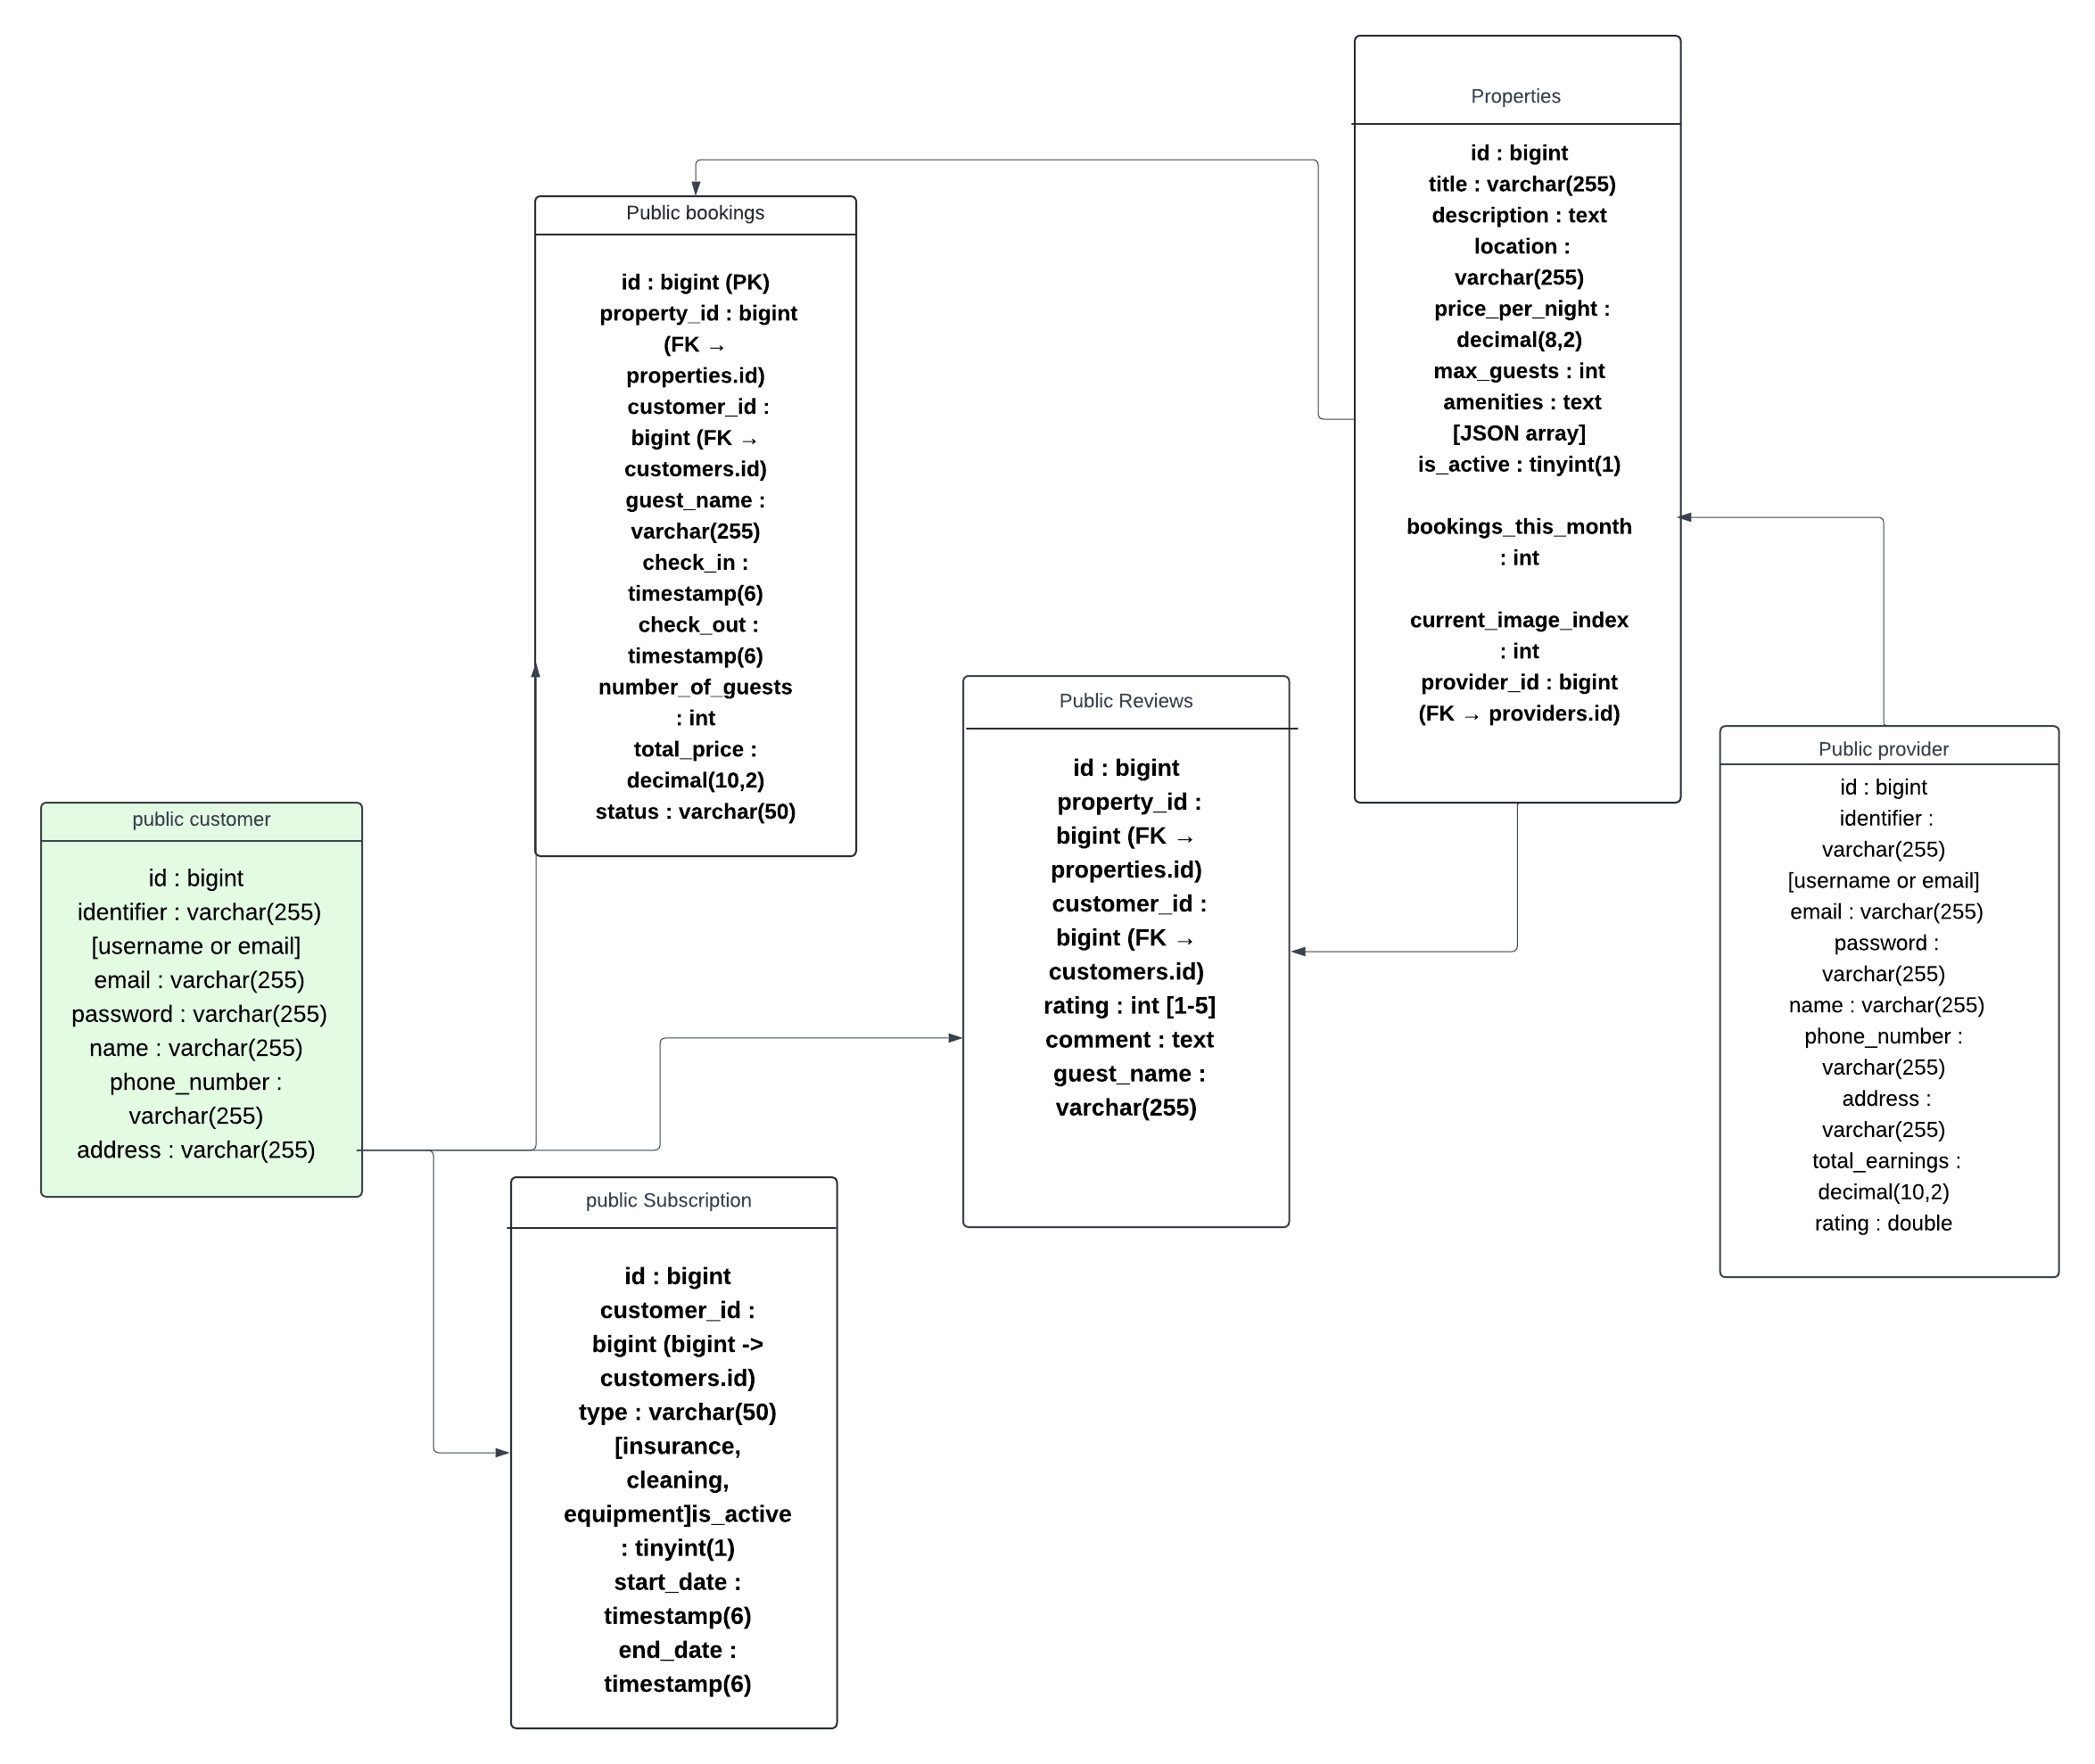 Properties
id : bigint
title : varchar(255)
description : text
location :
varchar(255)
price_per_night :
decimal(8,2)
max_guests : int
amenities : text
[JSON array]
is_active : tinyint(1)
bookings_this_month
: int
current_image_index
: int
provider_id : bigint
(FK → providers.id)
Public bookings
id : bigint (PK)
property_id : bigint
(FK →
properties.id)
customer_id :
bigint (FK →
customers.id)
guest_name :
varchar(255)
check_in :
timestamp(6)
check_out :
timestamp(6)
number_of_guests
: int
total_price :
decimal(10,2)
status : varchar(50)
Public Reviews
id : bigint
property_id :
bigint (FK →
properties.id)
customer_id :
bigint (FK →
customers.id)
rating : int [1-5]
comment : text
guest_name :
varchar(255)
Public provider
id : bigint
identifier :
varchar(255)
[username or email]
email : varchar(255)
password :
varchar(255)
name : varchar(255)
phone_number :
varchar(255)
address :
varchar(255)
total_earnings :
decimal(10,2)
rating : double
public customer
id : bigint
identifier : varchar(255)
[username or email]
email : varchar(255)
password : varchar(255)
name : varchar(255)
phone_number :
varchar(255)
address : varchar(255)
public Subscription
id : bigint
customer_id :
bigint (bigint ->
customers.id)
type : varchar(50)
[insurance,
cleaning,
equipment]is_active
: tinyint(1)
start_date :
timestamp(6)
end_date :
timestamp(6)